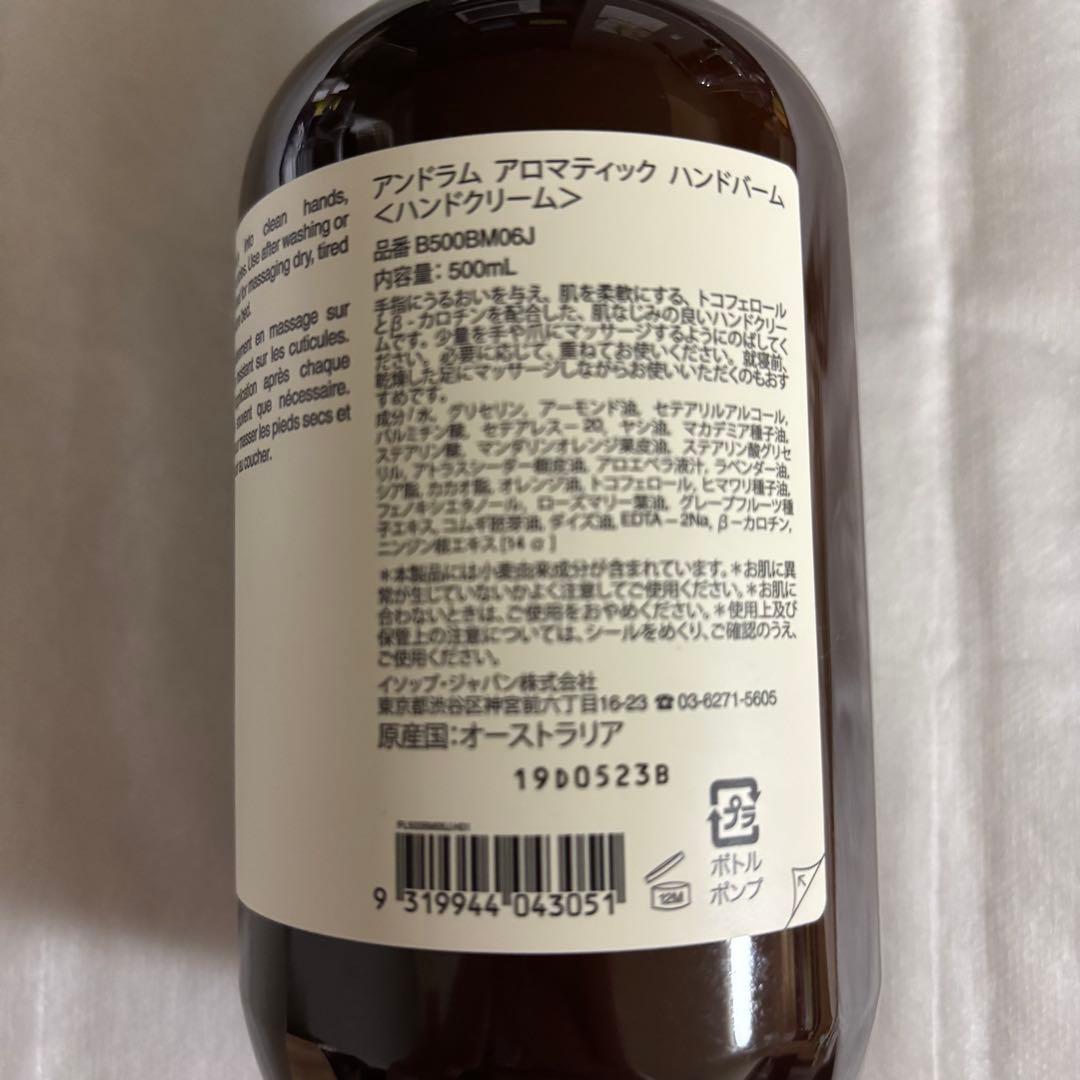 into clean hands,
Use after washing or
for massaging dry, tired
bed.
en massage sur
sur les cuticules.
après chaque
souvent que nécessaire.
masser les pieds secs et
au coucher.
アンドラム アロマティック ハンドバーム
<ハンドクリーム>
品番 B500BM06J
内容量：500mL
手指にうるおいを与え、肌を柔軟にする、トコフェロール
とβ-カロチンを配合した、肌なじみの良いハンドクリー
ムです。少量を手や爪にマッサージするようにのばしてく
ださい。必要に応じて、重ねてお使いください。就寝前、
乾燥した足にマッサージしながらお使いいただくのもおす
すめです。
成分/水、グリセリン、アーモンド油、セテアリルアルコール、
パルミチン酸、セテアレス-20、ヤシ油、マカデミア種子油、
ステアリン酸、マンダリンオレンジ果皮油、ステアリン酸グリセ
リル、アトラスシーダー樹皮油、アロエベラ液汁、ラベンダー油、
シア脂、カカオ脂、オレンジ油、トコフェロール、ヒマワリ種子油、
フェノキシエタノール、ローズマリー葉油、グレープフルーツ種
子エキス、コムギ胚芽油、ダイズ油、EDTA-2Na、β-カロチン、
ニンジン根エキス[14 α]
＊本製品には小麦由来成分が含まれています。＊お肌に異
常が生じていないかよく注意してご使用ください。＊お肌に
合わないときは、ご使用をおやめください。＊使用上及び
保管上の注意については、シールをめくり、ご確認のうえ、
ご使用ください。
イソップ・ジャパン株式会社
東京都渋谷区神宮前六丁目16-23 ☎03-6271-5605
原産国：オーストラリア
19D0523B
プラ
ボトル
ポンプ
12M
9 319944 043051